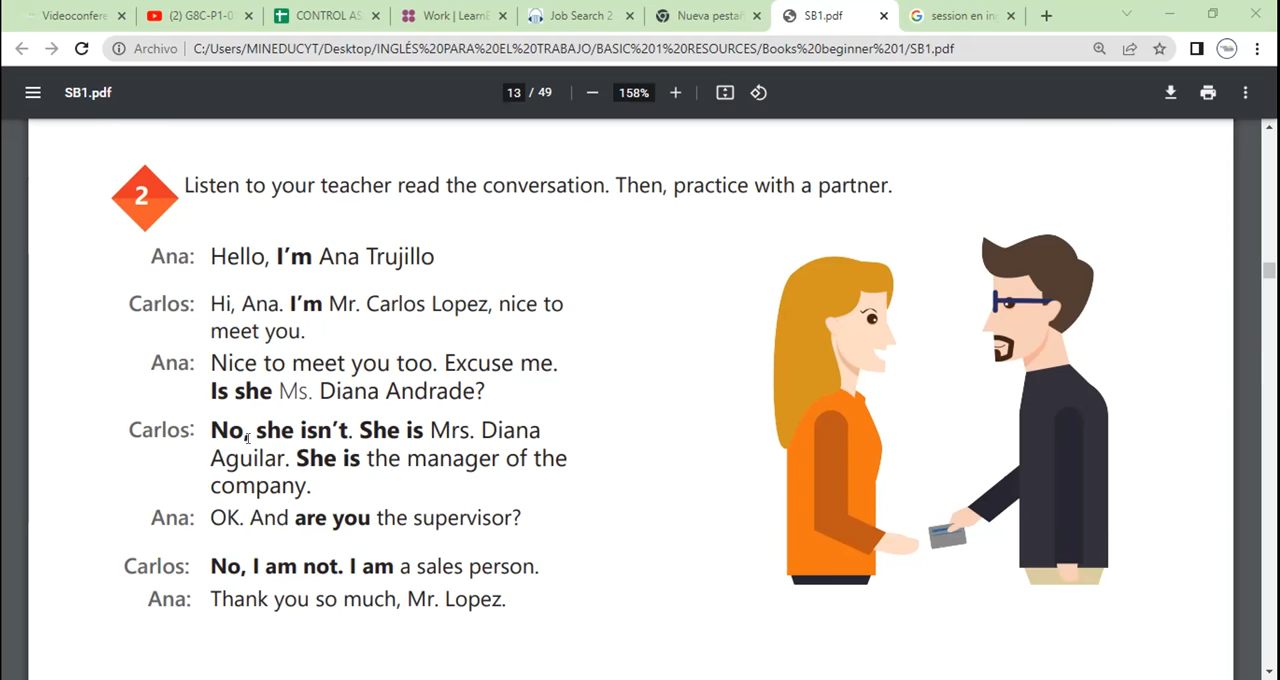 Videoconfere
(2) G8C-P1-0
CONTROL AS
Work | LearnE
Job Search 2
Nueva pestañ
SB1.pdf
session en in
Archivo C:/Users/MINEDUCYT/Desktop/INGLÉS%20PARA%20EL%20TRABAJO/BASIC%201%20RESOURCES/Books%20beginner%201/SB1.pdf
SB1.pdf 13 / 49 158%
2 Listen to your teacher read the conversation. Then, practice with a partner.
Ana: Hello, I'm Ana Trujillo
Carlos: Hi, Ana. I'm Mr. Carlos Lopez, nice to
meet you.
Ana: Nice to meet you too. Excuse me.
Is she Ms. Diana Andrade?
Carlos: No, she isn't. She is Mrs. Diana
Aguilar. She is the manager of the
company.
Ana: OK. And are you the supervisor?
Carlos: No, I am not. I am a sales person.
Ana: Thank you so much, Mr. Lopez.